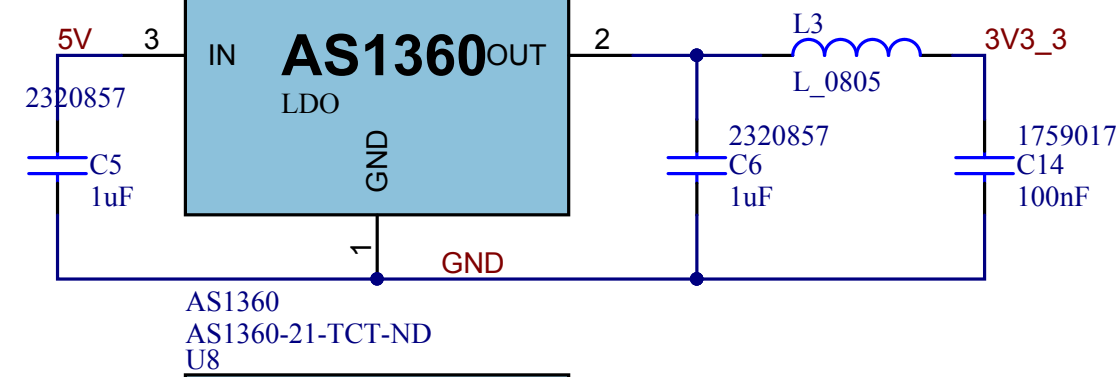 5V
3
IN
AS1360
OUT
2
L3
3V3_3
L_0805
LDO
2320857
C5
1uF
GND
2320857
C6
1uF
1759017
C14
100nF
1
GND
AS1360
AS1360-21-TCT-ND
U8